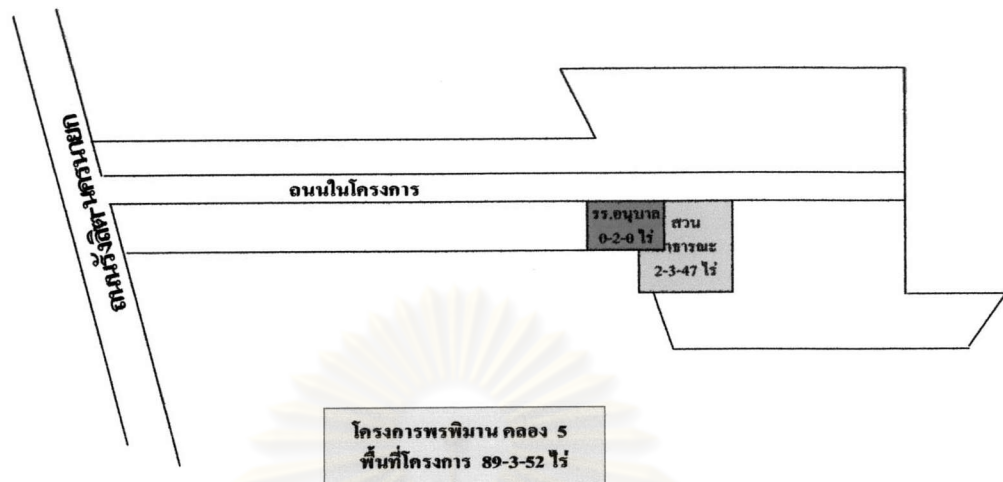 ถนนรังสิต-นครนายก
ถนนในโครงการ
รร.อนุบาล
0-2-0 ไร่
สวน
าธารณะ
2-3-47 ไร่
โครงการพรพิมาน คลอง 5
พื้นที่โครงการ 89-3-52 ไร่